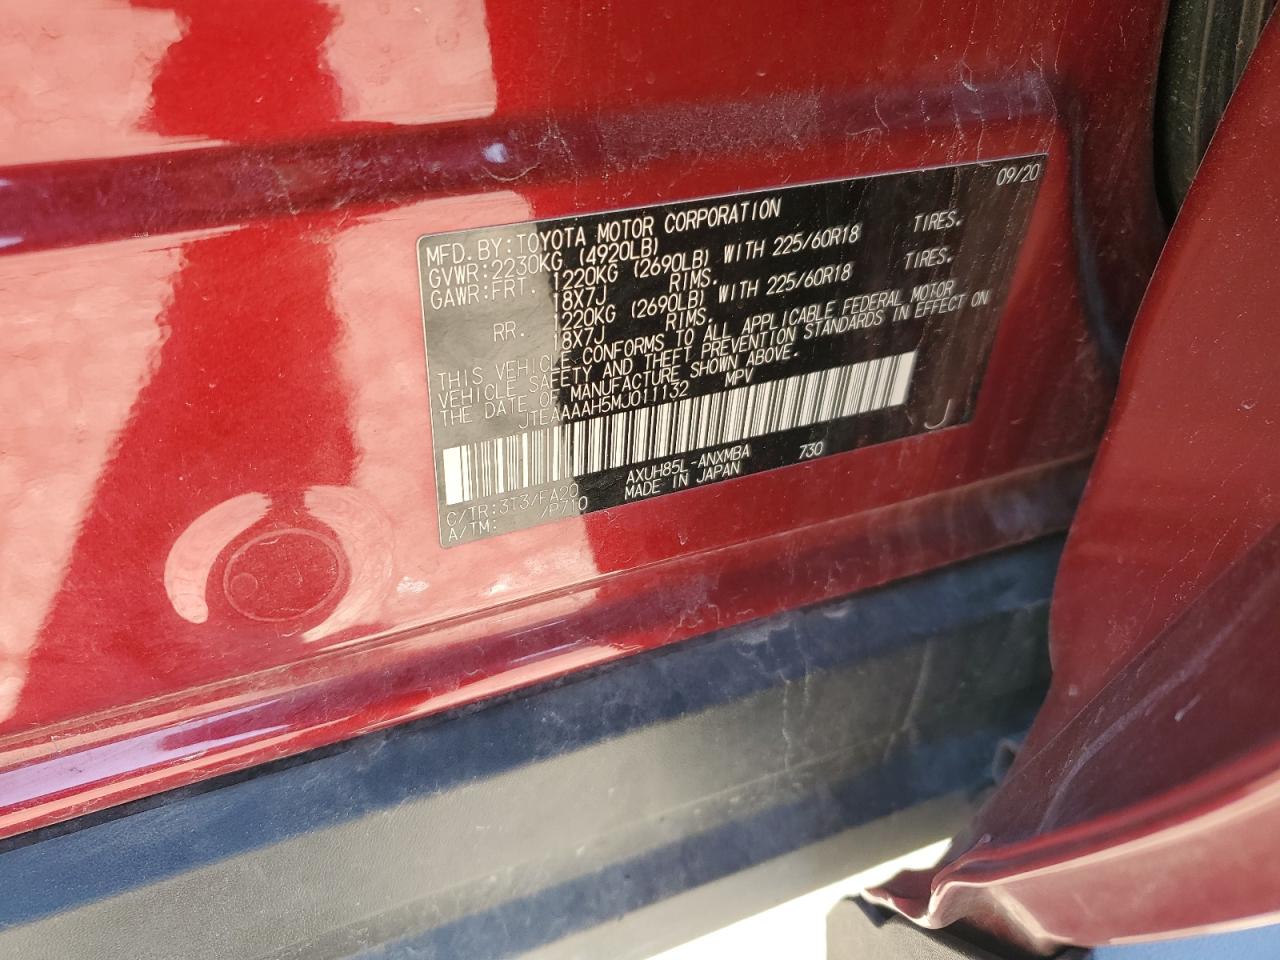 09/20
MFD.BY:TOYOTA MOTOR CORPORATION
GVWR:2230KG (4920LB)
GAWR:FRT. 1220KG (2690LB) WITH 225/60R18 TIRES.
18X7J RIMS.
RR. 1220KG (2690LB) WITH 225/60R18 TIRES.
18X7J RIMS.
THIS VEHICLE CONFORMS TO ALL APPLICABLE FEDERAL MOTOR
VEHICLE SAFETY AND THEFT PREVENTION STANDARDS IN EFFECT ON
THE DATE OF MANUFACTURE SHOWN ABOVE.
JTEAAAAH5MJ011132 MPV
J
C/TR:3T3/FA20 AXUH85L-ANXMBA 730
A/TM: /P710 MADE IN JAPAN